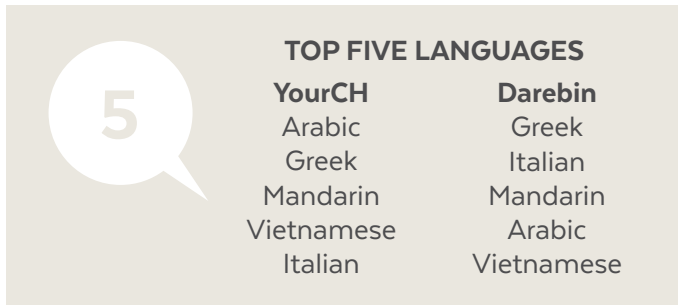 5
TOP FIVE LANGUAGES
YourCH Darebin
Arabic Greek
Greek Italian
Mandarin Mandarin
Vietnamese Arabic
Italian Vietnamese